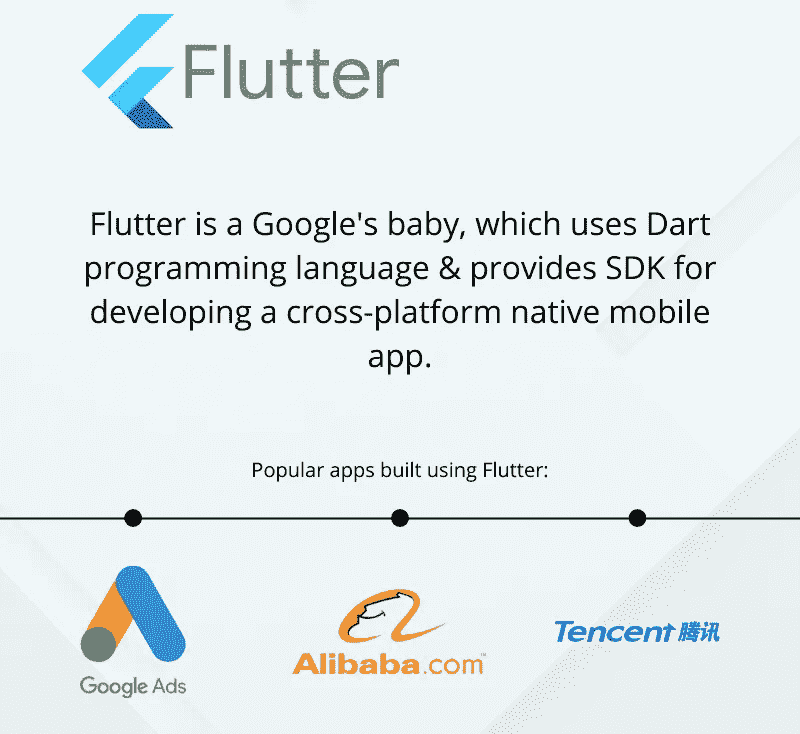 Flutter
Flutter is a Google's baby, which uses Dart
programming language & provides SDK for
developing a cross-platform native mobile
app.
Popular apps built using Flutter:
Google Ads
Alibaba.com™
Tencent 腾讯